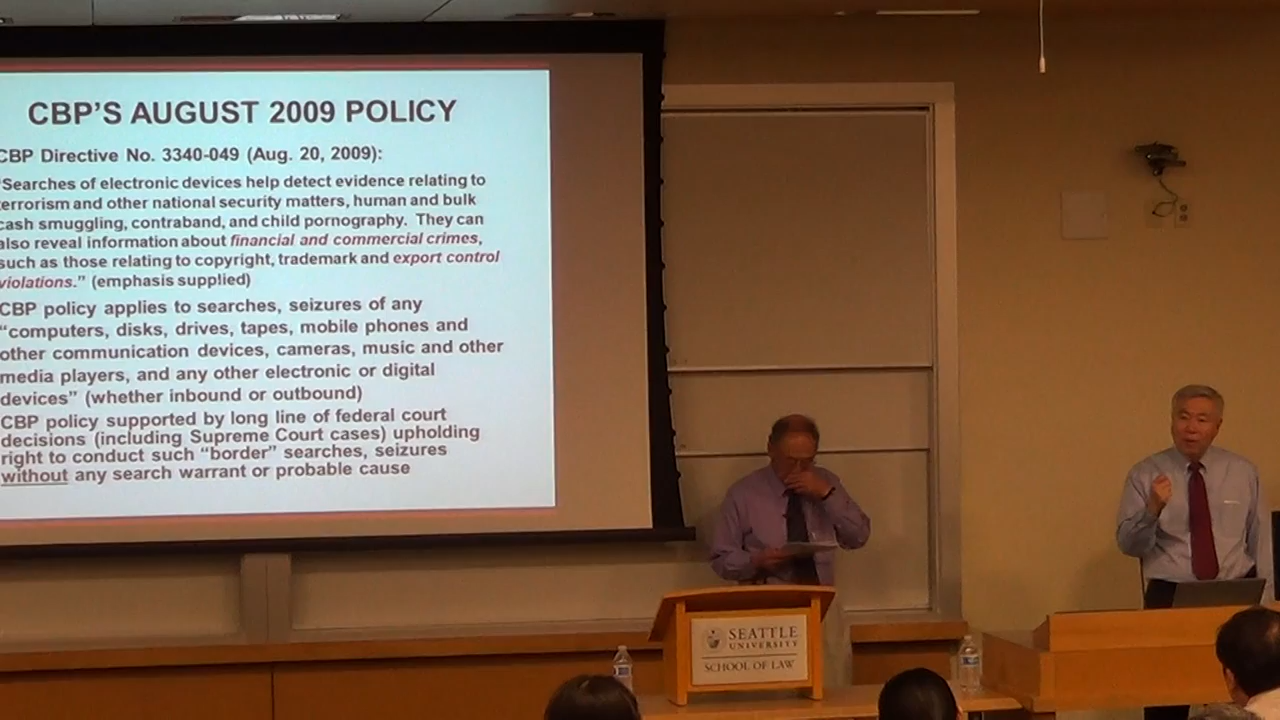 CBP'S AUGUST 2009 POLICY
CBP Directive No. 3340-049 (Aug. 20, 2009):
"Searches of electronic devices help detect evidence relating to
errorism and other national security matters, human and bulk
cash smuggling, contraband, and child pornography. They can
also reveal information about financial and commercial crimes,
such as those relating to copyright, trademark and export control
violations." (emphasis supplied)
CBP policy applies to searches, seizures of any
"computers, disks, drives, tapes, mobile phones and
other communication devices, cameras, music and other
media players, and any other electronic or digital
devices" (whether inbound or outbound)
CBP policy supported by long line of federal court
decisions (including Supreme Court cases) upholding
right to conduct such "border" searches, seizures
without any search warrant or probable cause
SEATTLE
UNIVERSITY
SCHOOL OF LAW